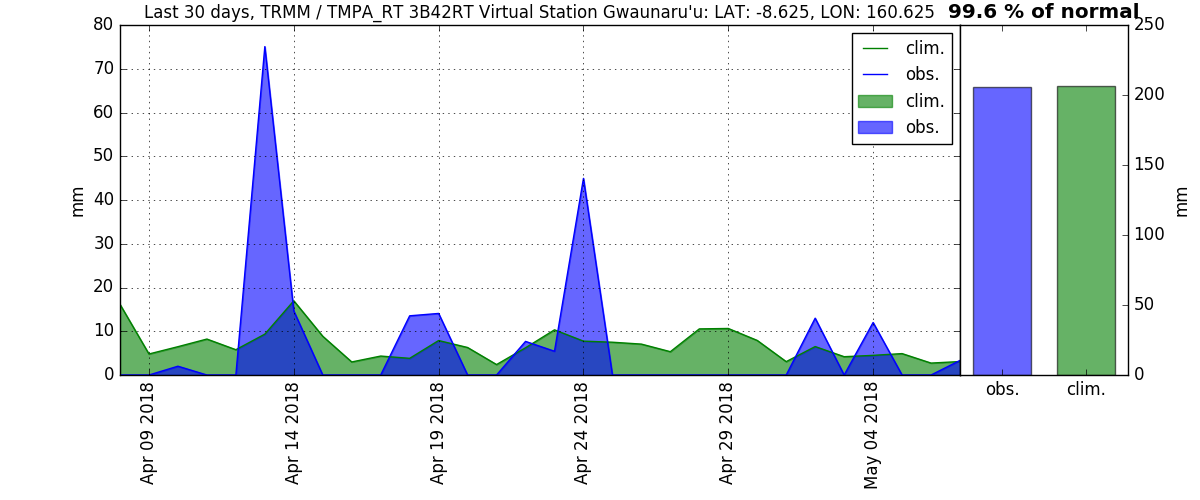 Last 30 days, TRMM / TMPA_RT 3B42RT Virtual Station Gwaunaru'u: LAT: -8.625, LON: 160.625
99.6 % of normal
80
70
60
50
40
30
20
10
0
mm
clim.
obs.
clim.
obs.
Apr 09 2018
Apr 14 2018
Apr 19 2018
Apr 24 2018
Apr 29 2018
May 04 2018
250
200
150
100
50
0
mm
obs.
clim.